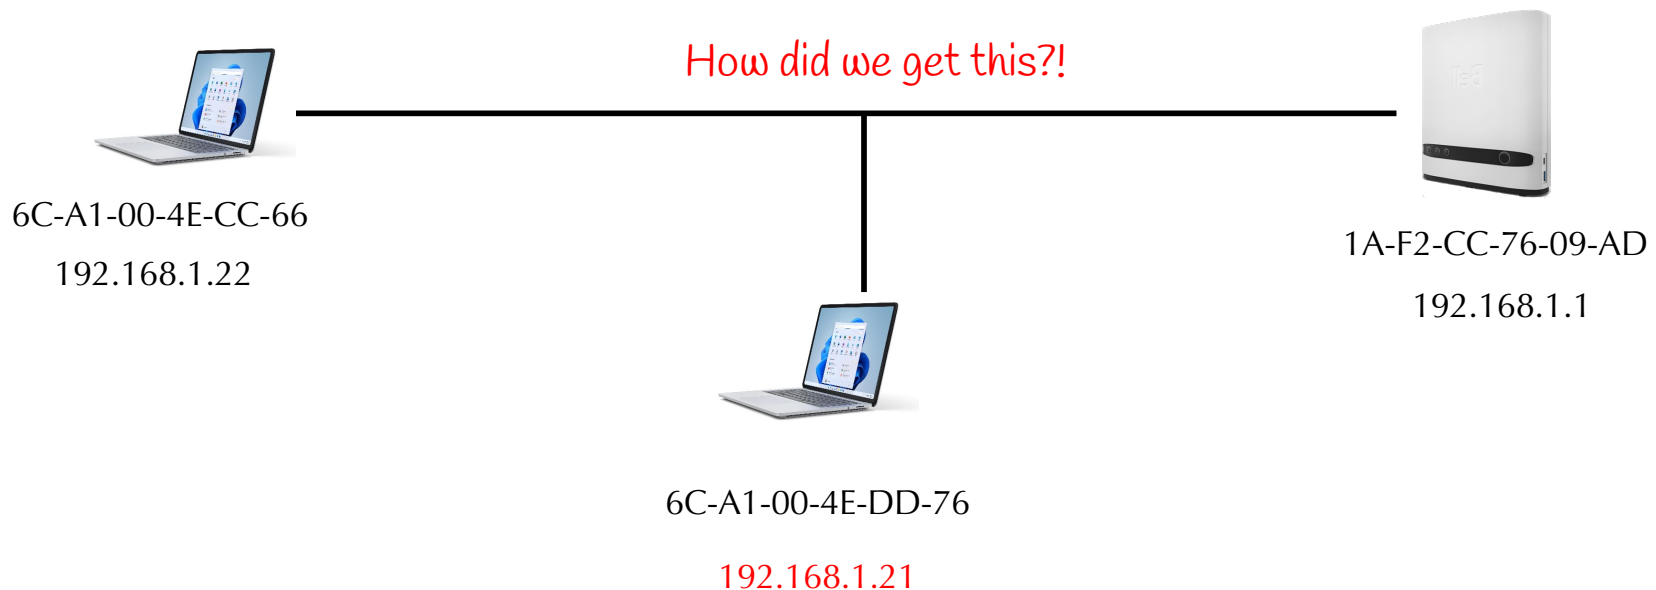 How did we get this?!
Bell
6C-A1-00-4E-CC-66
192.168.1.22
1A-F2-CC-76-09-AD
192.168.1.1
6C-A1-00-4E-DD-76
192.168.1.21